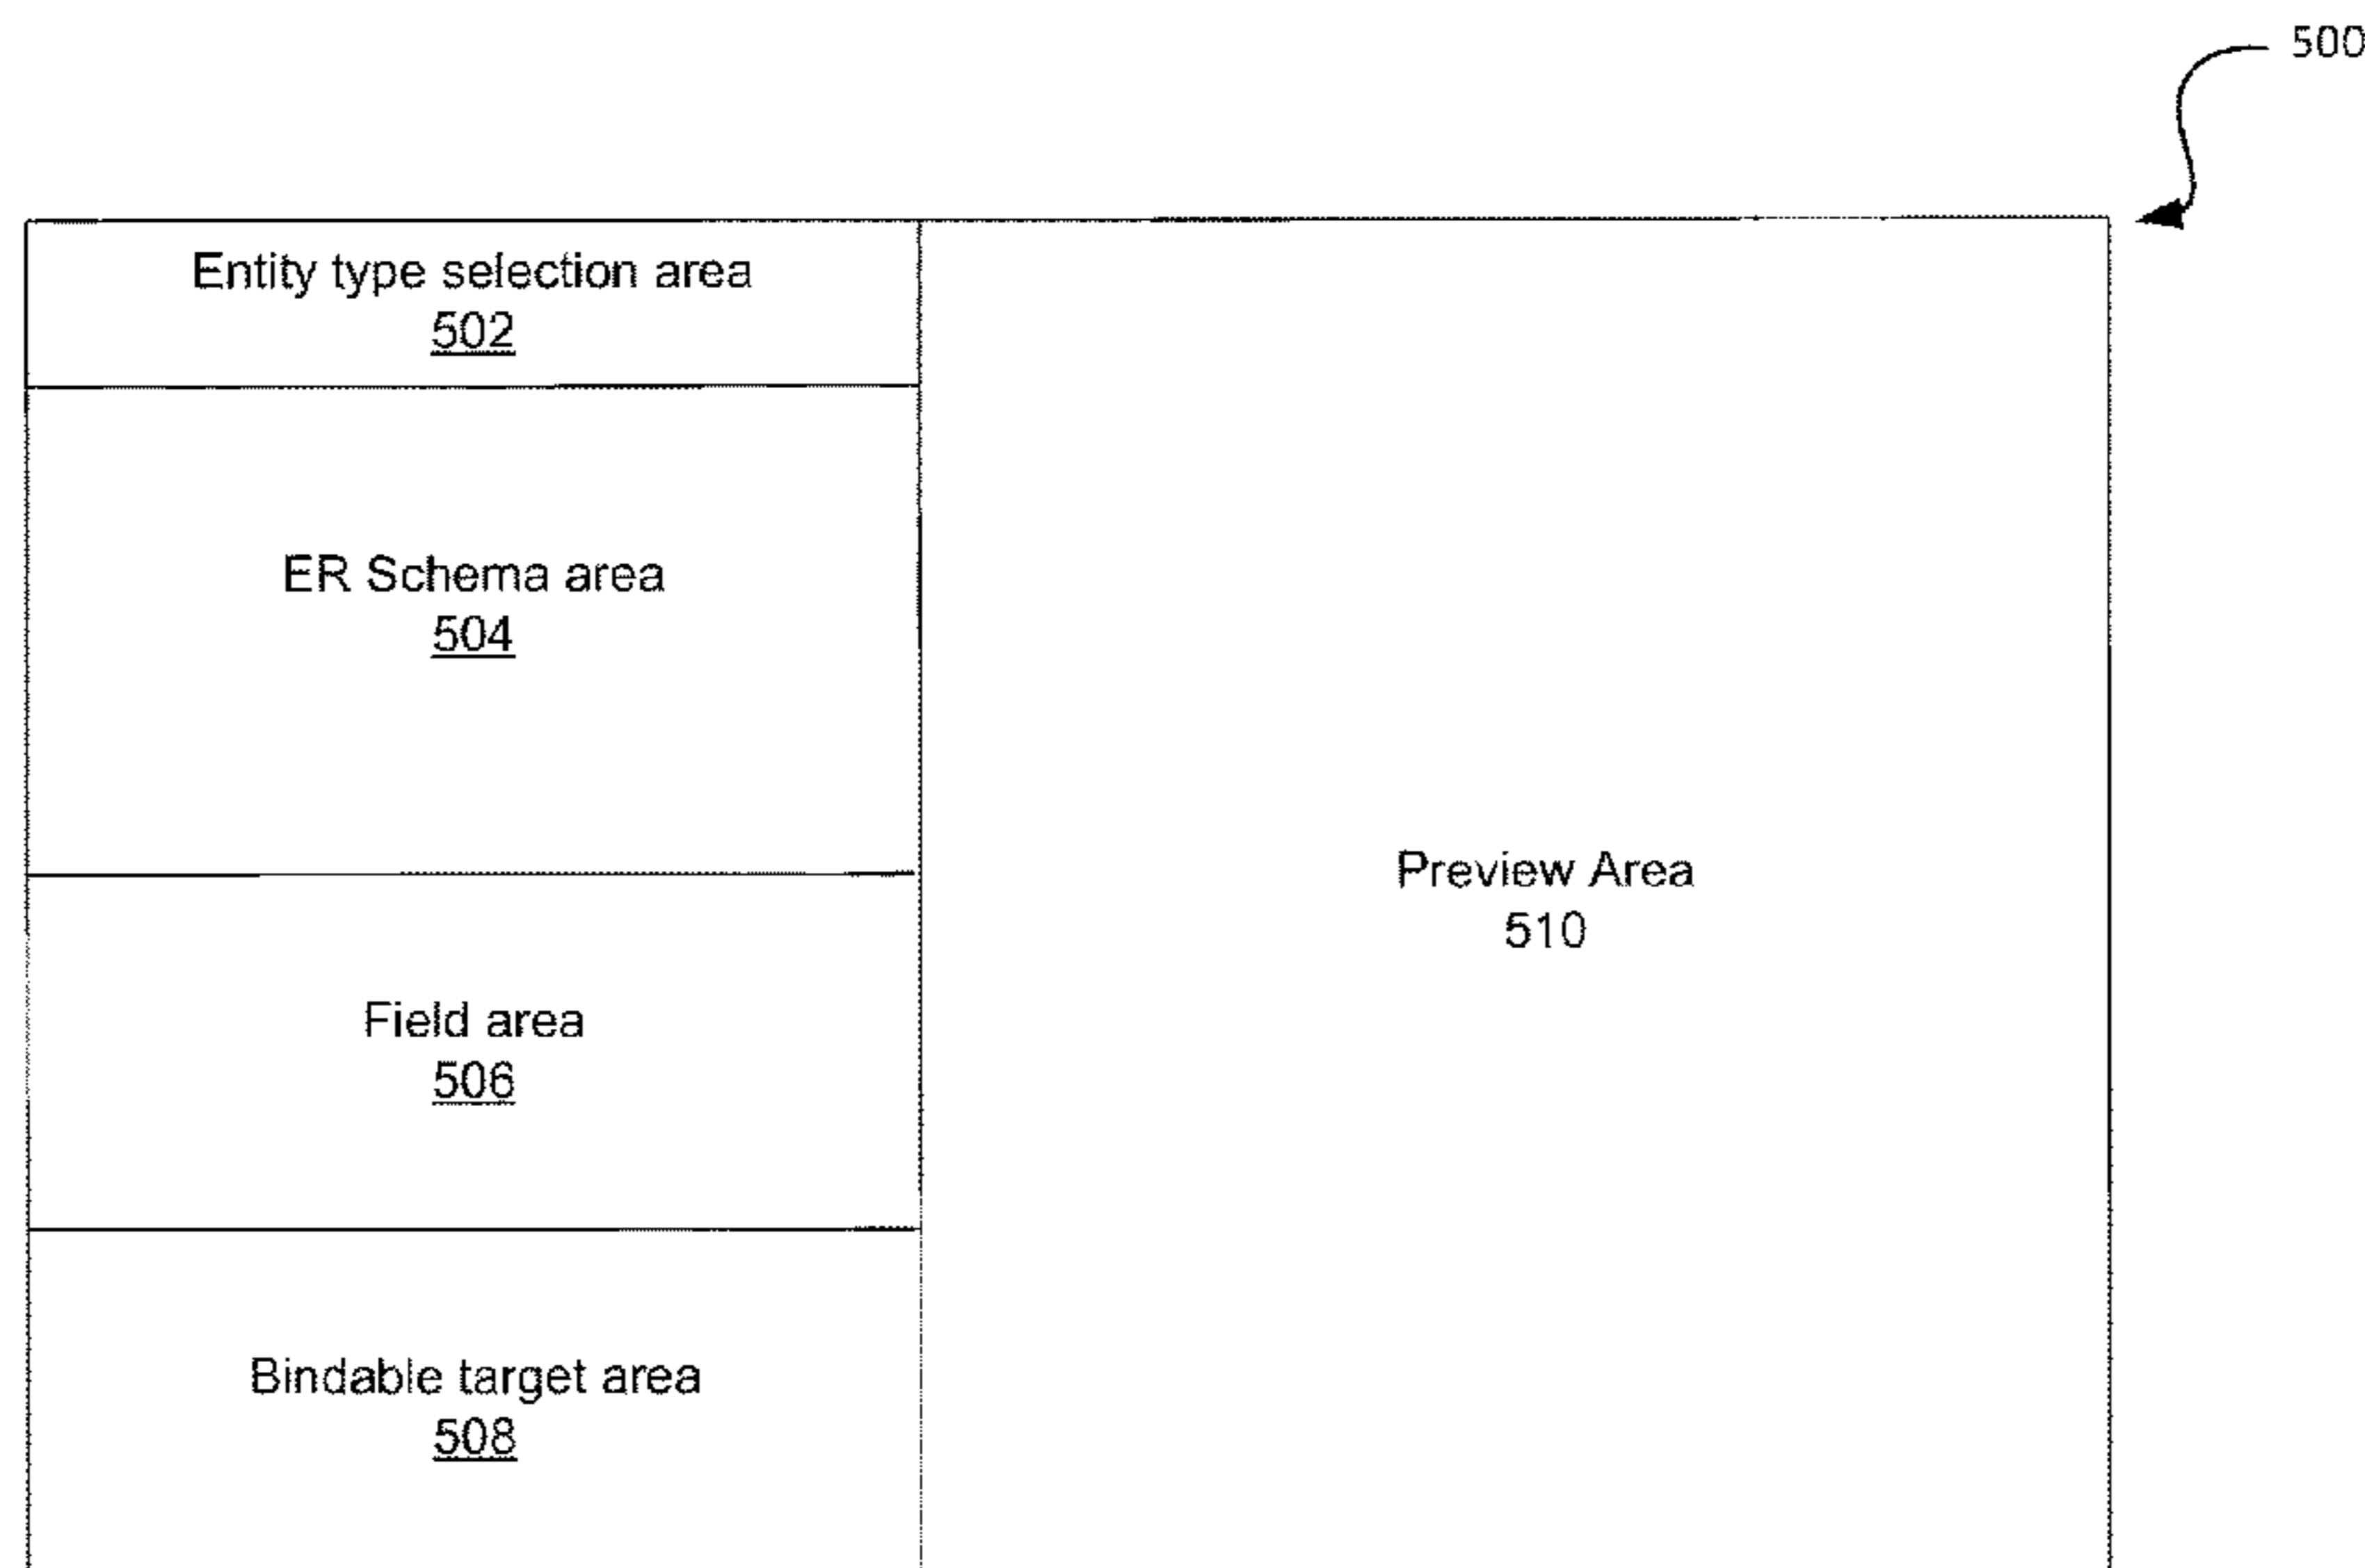 500
Entity type selection area
502
ER Schema area
504
Field area
506
Bindable target area
508
Preview Area
510